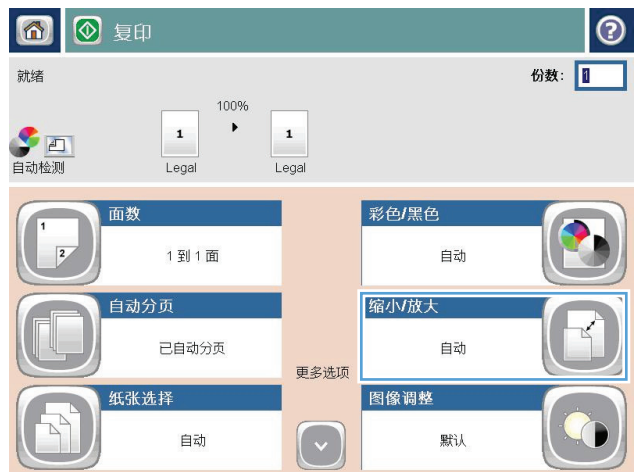 复印
就绪
份数: 1
100%
1
1
自动检测
Legal
Legal
面数
1
2
1 到 1 面
彩色/黑色
自动
自动分页
已自动分页
缩小/放大
自动
更多选项
纸张选择
自动
图像调整
默认